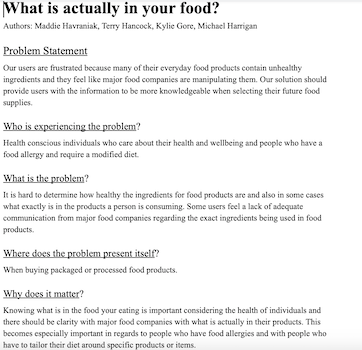 What is actually in your food?
Authors: Maddie Havraniak, Terry Hancock, Kylie Gore, Michael Harrigan
Problem Statement
Our users are frustrated because many of their everyday food products contain unhealthy
ingredients and they feel like major food companies are manipulating them. Our solution should
provide users with the information to be more knowledgeable when selecting their future food
supplies.
Who is experiencing the problem?
Health conscious individuals who care about their health and wellbeing and people who have a
food allergy and require a modified diet.
What is the problem?
It is hard to determine how healthy the ingredients for food products are and also in some cases
what exactly is in the products a person is consuming. Some users feel a lack of adequate
communication from major food companies regarding the exact ingredients being used in food
products.
Where does the problem present itself?
When buying packaged or processed food products.
Why does it matter?
Knowing what is in the food your eating is important considering the health of individuals and
there should be clarity with major food companies with what is actually in their products. This
becomes especially important in regards to people who have food allergies and with people who
have to tailor their diet around specific products or items.